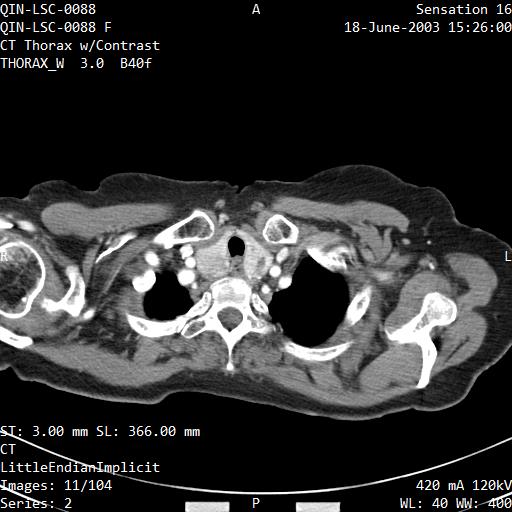 QIN-LSC-0088
QIN-LSC-0088 F
CT Thorax w/Contrast
THORAX_W 3.0 B40f
A
Sensation 16
18-June-2003 15:26:00
R
L
ST: 3.00 mm SL: 366.00 mm
CT
LittleEndianImplicit
Images: 11/104
Series: 2
P
420 mA 120kV
WL: 40 WW: 400